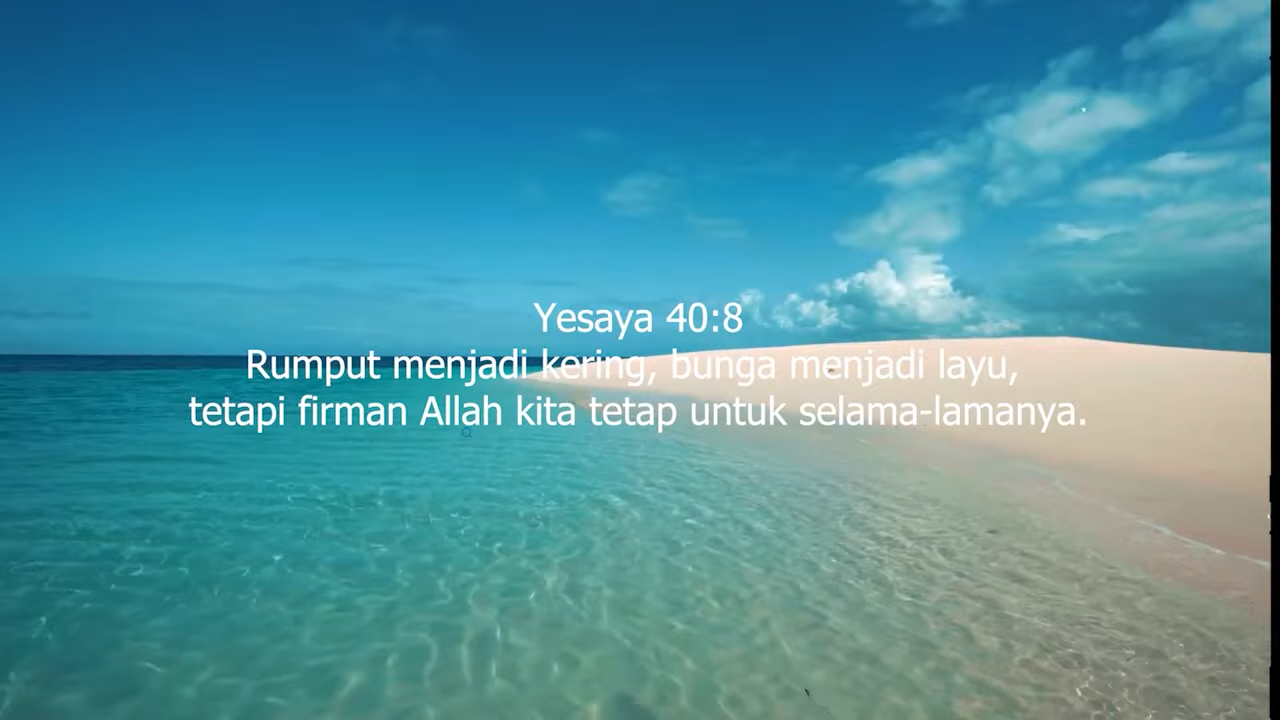 Yesaya 40:8
Rumput menjadi kering, bunga menjadi layu,
tetapi firman Allah kita tetap untuk selama-lamanya.